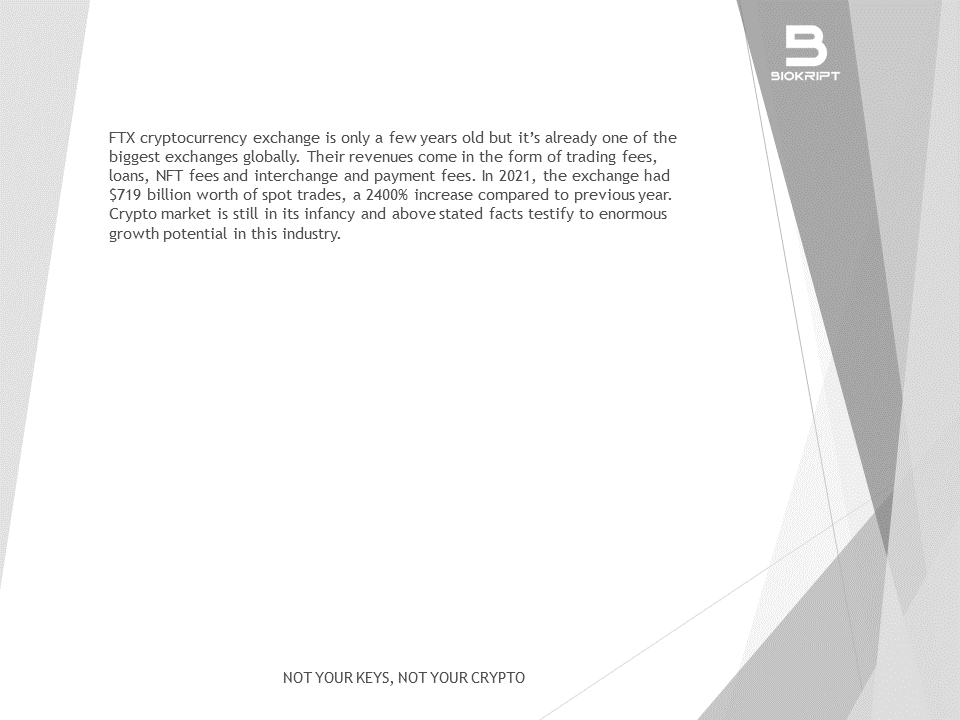 BIOKRIPT
FTX cryptocurrency exchange is only a few years old but it’s already one of the
biggest exchanges globally. Their revenues come in the form of trading fees,
loans, NFT fees and interchange and payment fees. In 2021, the exchange had
$719 billion worth of spot trades, a 2400% increase compared to previous year.
Crypto market is still in its infancy and above stated facts testify to enormous
growth potential in this industry.
NOT YOUR KEYS, NOT YOUR CRYPTO